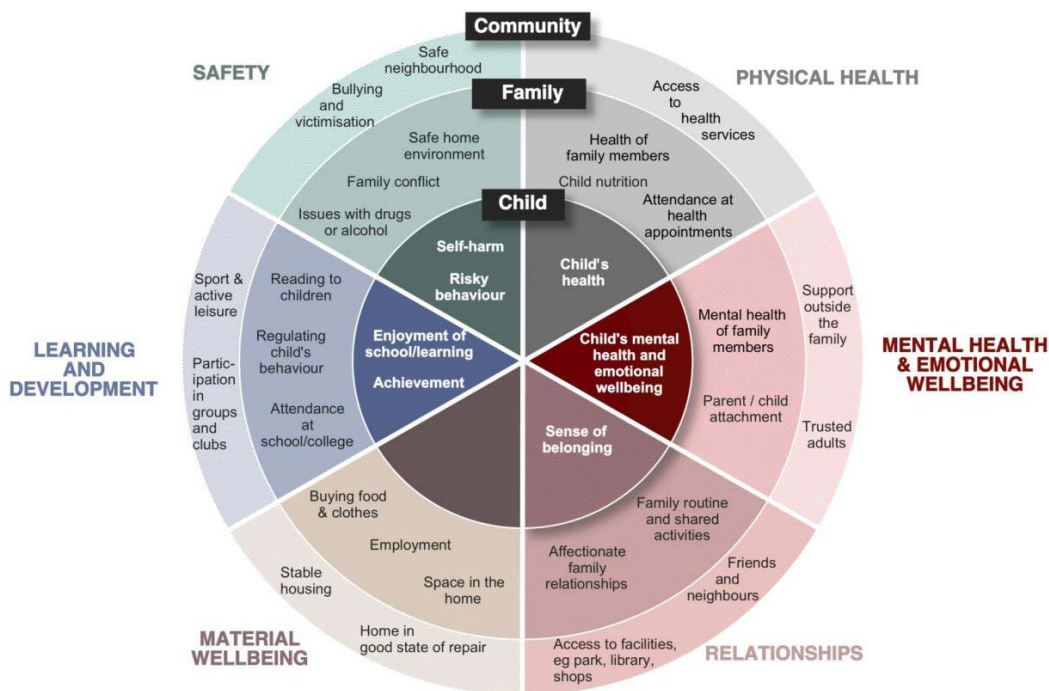 Community
SAFETY
Safe
neighbourhood
Bullying
and
victimisation
PHYSICAL HEALTH
Access
to
health
services
Family
Safe home
environment
Family conflict
Issues with drugs
or alcohol
Health of
family members
Child nutrition
Attendance at
health
appointments
Child
Self-harm
Risky
behaviour
Child's
health
LEARNING
AND
DEVELOPMENT
Sport &
active
leisure
Partic-
ipation
in
groups
and
clubs
Reading to
children
Regulating
child's
behaviour
Attendance
at
school/college
Enjoyment of
school/learning
Achievement
Child's mental
health and
emotional
wellbeing
Mental health
of family
members
Parent / child
attachment
Support
outside
the
family
Trusted
adults
MENTAL HEALTH
& EMOTIONAL
WELLBEING
Sense of
belonging
Buying food
& clothes
Employment
Space in the
home
Stable
housing
Home in
good state of repair
MATERIAL
WELLBEING
Family routine
and shared
activities
Affectionate
family
relationships
Friends
and
neighbours
Access to facilities,
eg park, library,
shops
RELATIONSHIPS